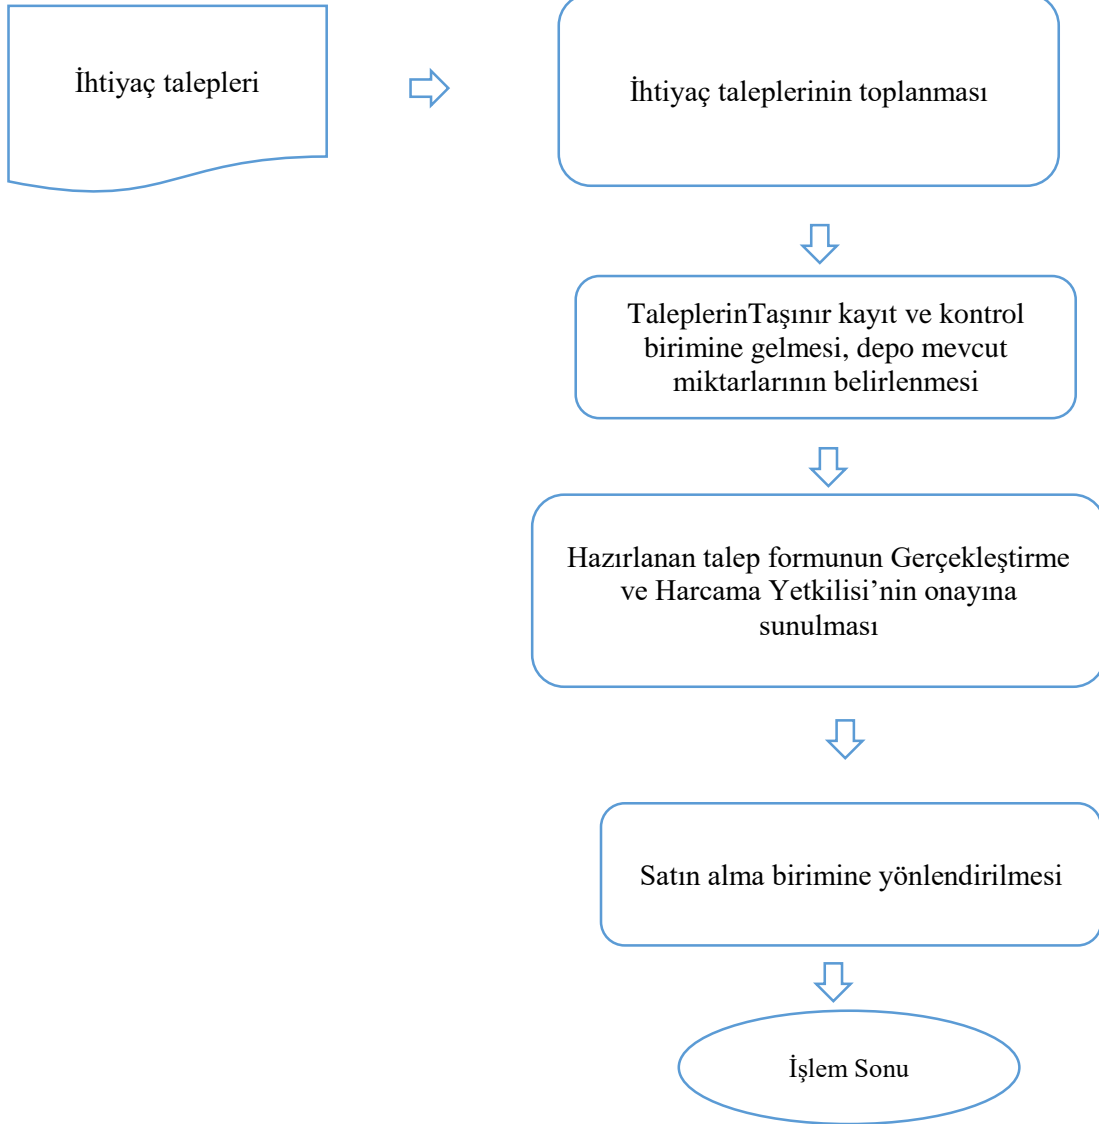 İhtiyaç talepleri
İhtiyaç taleplerinin toplanması
TaleplerinTaşınır kayıt ve kontrol
birimine gelmesi, depo mevcut
miktarlarının belirlenmesi
Hazırlanan talep formunun Gerçekleştirme
ve Harcama Yetkilisi’nin onayına
sunulması
Satın alma birimine yönlendirilmesi
İşlem Sonu